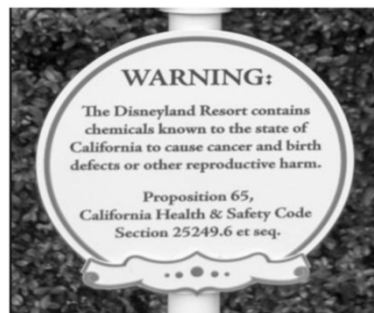 WARNING:
The Disneyland Resort contains
chemicals known to the state of
California to cause cancer and birth
defects or other reproductive harm.
Proposition 65,
California Health & Safety Code
Section 25249.6 et seq.